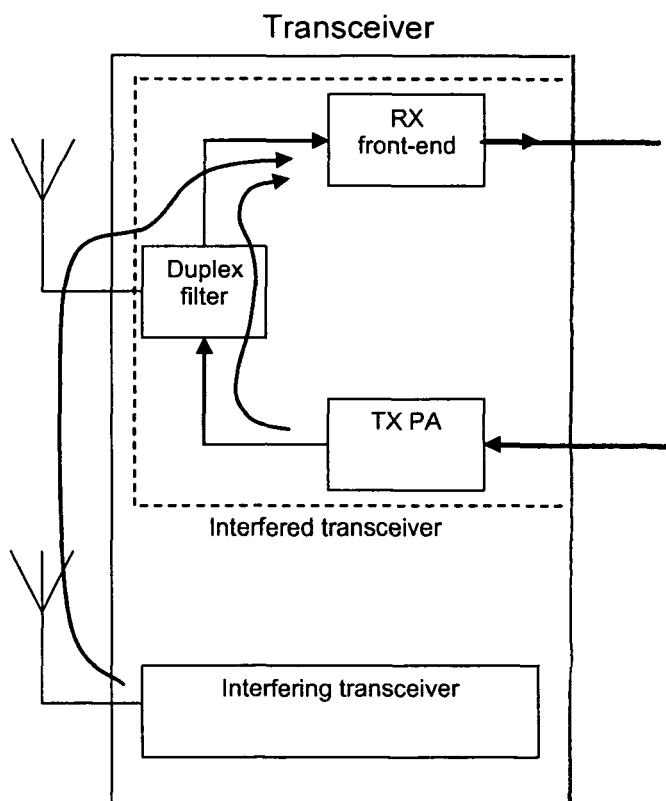 Transceiver
RX
front-end
Duplex
filter
TX PA
Interfered transceiver
Interfering transceiver